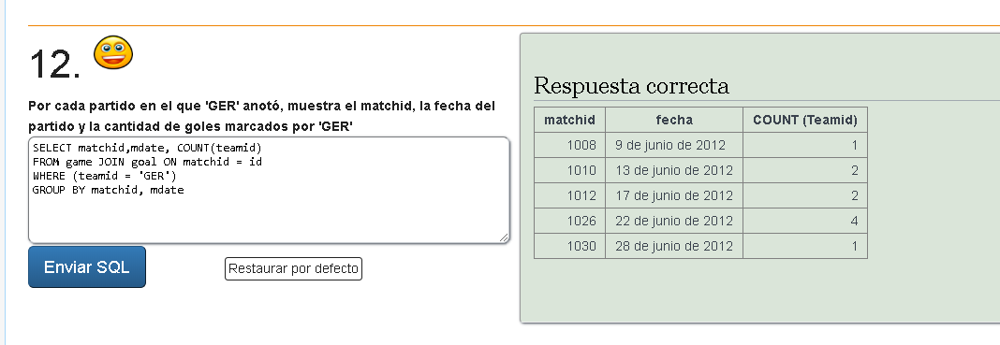 12.
Por cada partido en el que 'GER' anotó, muestra el matchid, la fecha del
partido y la cantidad de goles marcados por 'GER'
SELECT matchid,mdate, COUNT(teamid)
FROM game JOIN goal ON matchid = id
WHERE (teamid = 'GER')
GROUP BY matchid, mdate
Enviar SQL
Restaurar por defecto
Respuesta correcta
matchid fecha COUNT (Teamid)
1008 9 de junio de 2012 1
1010 13 de junio de 2012 2
1012 17 de junio de 2012 2
1026 22 de junio de 2012 4
1030 28 de junio de 2012 1